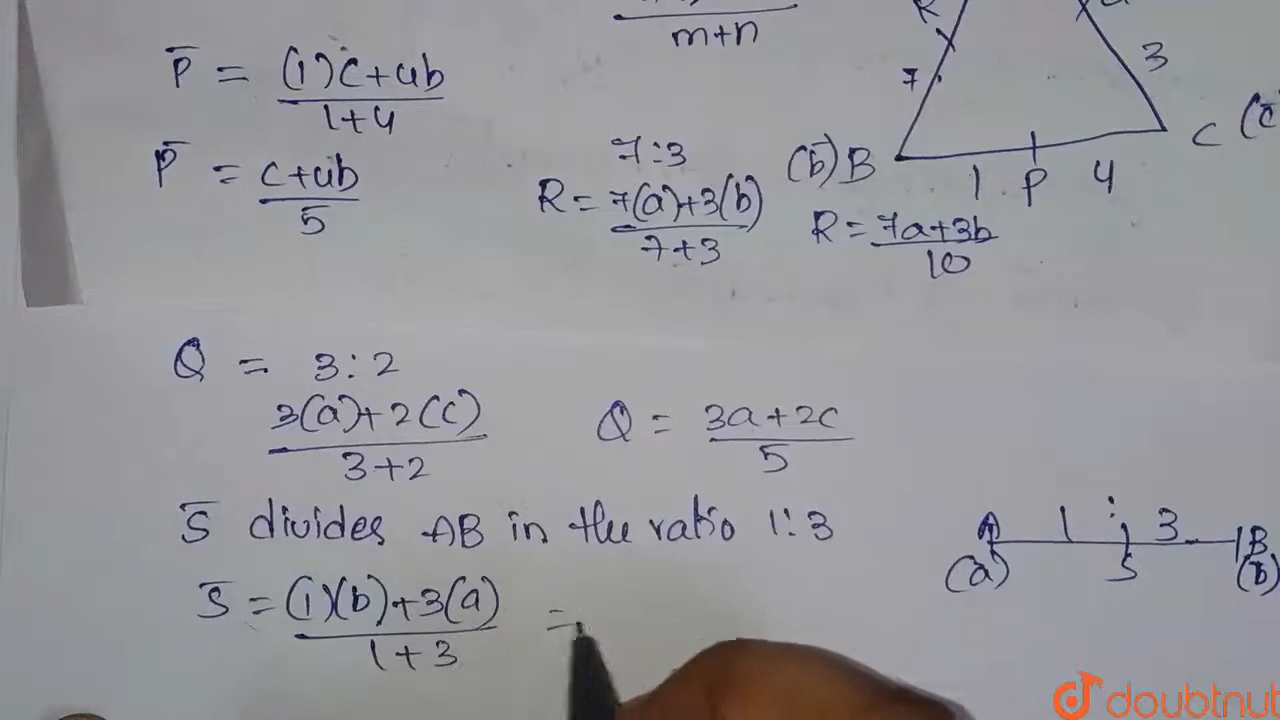 m+n
P̄ = (1)c+4b
1+4
P̄ = c+4b
5
7:3
R = 7(a)+3(b)
7+3
R
7
3
(b̄) B
C (c̄
1 P 4
R = 7a+3b
10
Q = 3:2
3(a)+2(c)
3+2
Q = 3a+2c
5
S̄ divides AB in the ratio 1:3
A 1 : 3 B
(a) S (b)
S̄ = (1)(b)+3(a) =
1+3
doubtnut